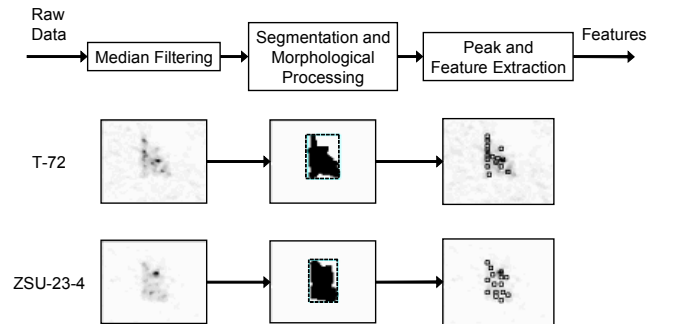 Raw
Data
Median Filtering
Segmentation and
Morphological
Processing
Peak and
Feature Extraction
Features
T-72
ZSU-23-4